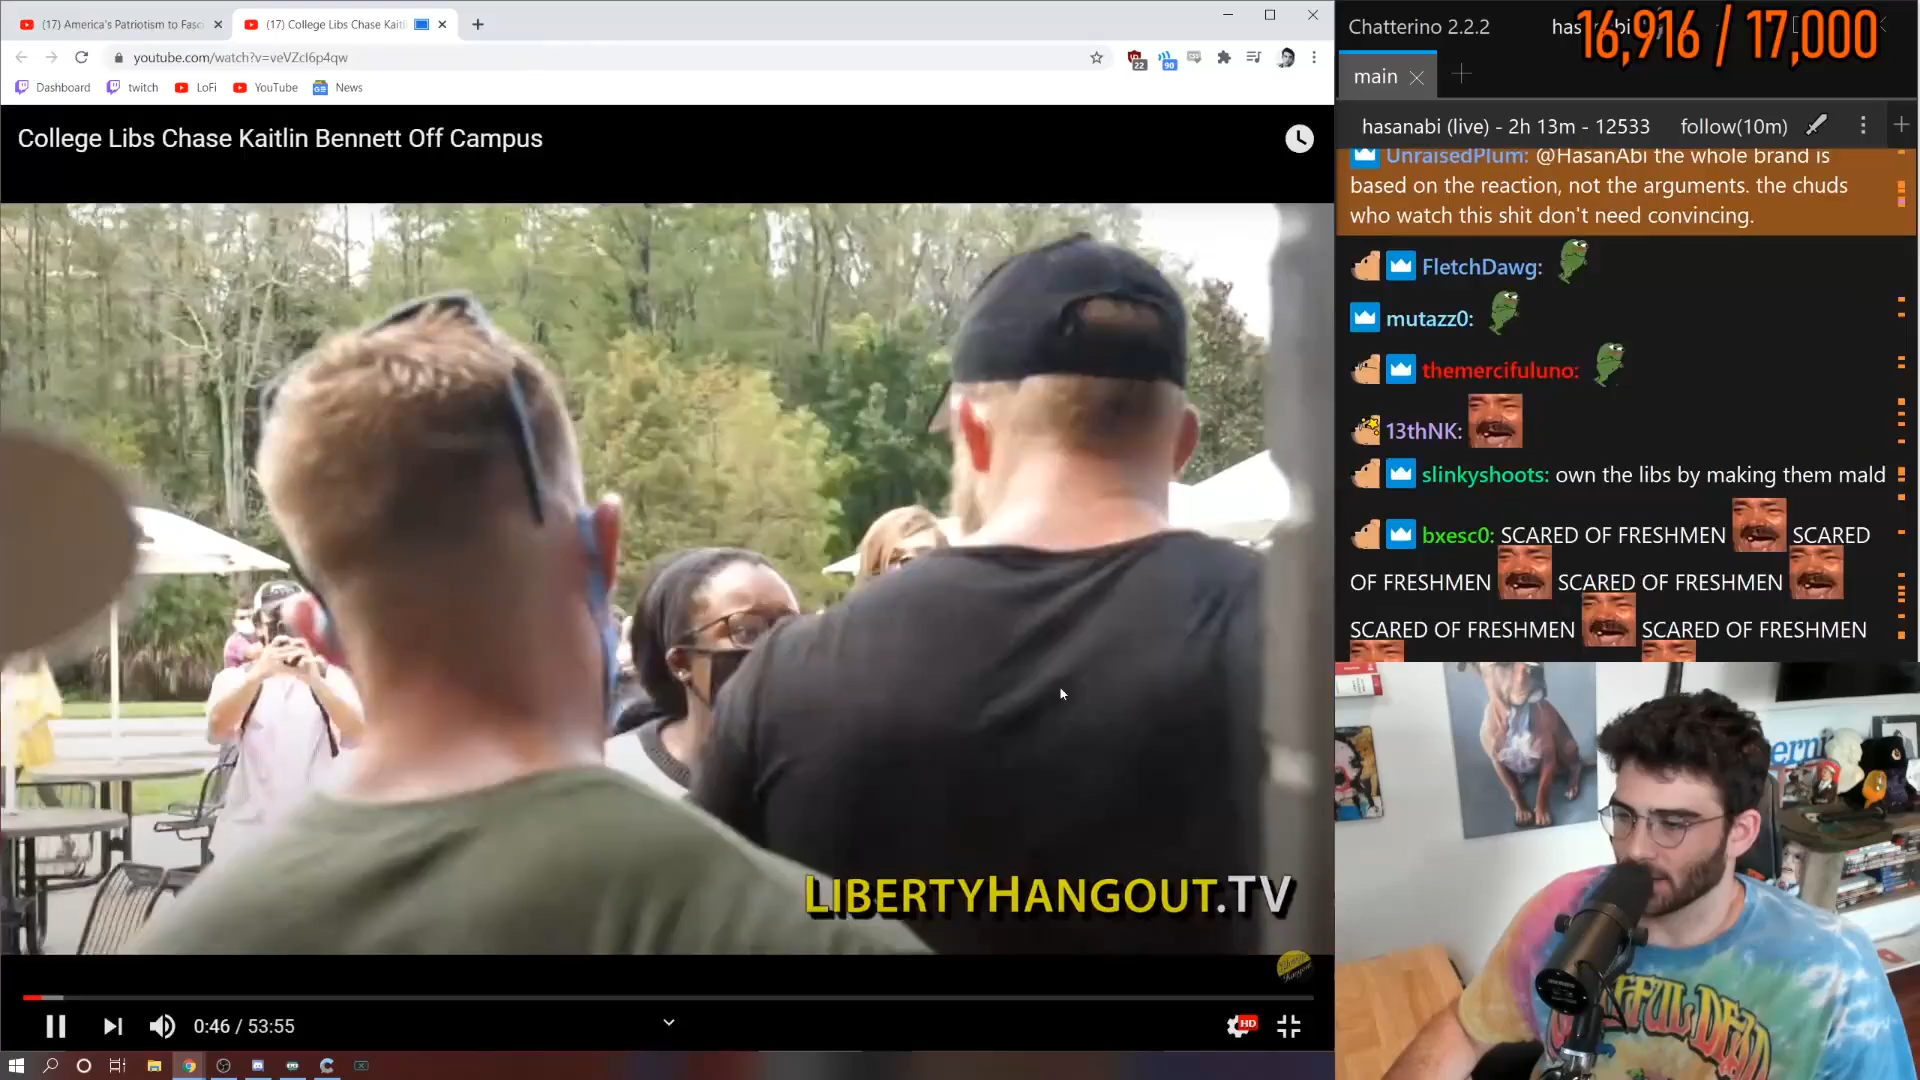 (17) America's Patriotism to Fasc
(17) College Libs Chase Kaitl
youtube.com/watch?v=veVZcI6p4qw
22
90
Dashboard
twitch
LoFi
YouTube
News
College Libs Chase Kaitlin Bennett Off Campus
LIBERTYHANGOUT.TV
0:46 / 53:55
HD
Chatterino 2.2.2
16,916 / 17,000
main
hasanabi (live) - 2h 13m - 12533
follow(10m)
UnraisedPlum: @HasanAbi the whole brand is
based on the reaction, not the arguments. the chuds
who watch this shit don't need convincing.
FletchDawg:
mutazz0:
themercifuluno:
13thNK:
slinkyshoots: own the libs by making them mald
bxesc0: SCARED OF FRESHMEN SCARED
OF FRESHMEN SCARED OF FRESHMEN
SCARED OF FRESHMEN SCARED OF FRESHMEN